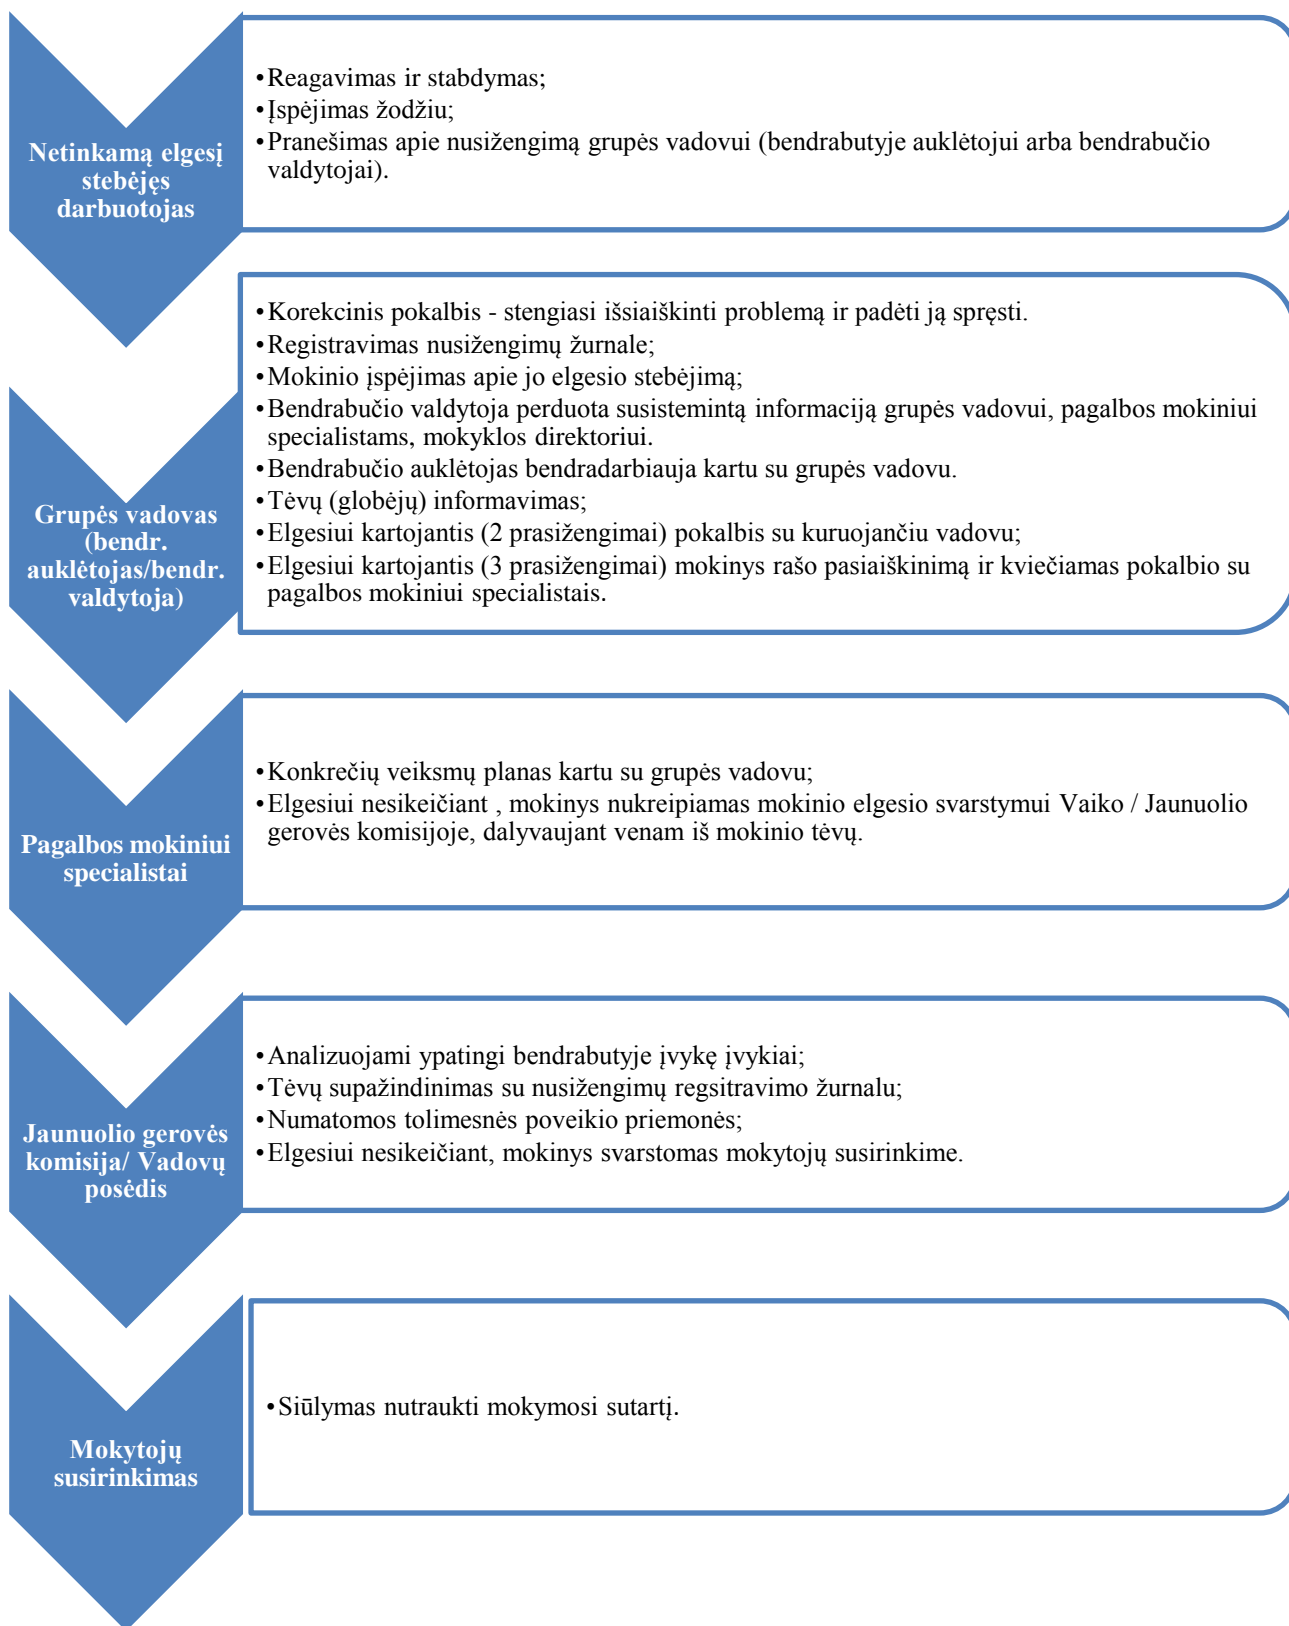 Netinkamą elgesį
stebėjęs
darbuotojas
•Reagavimas ir stabdymas;
•Įspėjimas žodžiu;
•Pranešimas apie nusižengimą grupės vadovui (bendrabutyje auklėtojui arba bendrabučio
valdytojai).
Grupės vadovas
(bendr.
auklėtojas/bendr.
valdytoja)
•Korekcinis pokalbis - stengiasi išsiaiškinti problemą ir padėti ją spręsti.
•Registravimas nusižengimų žurnale;
•Mokinio įspėjimas apie jo elgesio stebėjimą;
•Bendrabučio valdytoja perduota susistemintą informaciją grupės vadovui, pagalbos mokiniui
specialistams, mokyklos direktoriui.
•Bendrabučio auklėtojas bendradarbiauja kartu su grupės vadovu.
•Tėvų (globėjų) informavimas;
•Elgesiui kartojantis (2 prasižengimai) pokalbis su kuruojančiu vadovu;
•Elgesiui kartojantis (3 prasižengimai) mokinys rašo pasiaiškinimą ir kviečiamas pokalbio su
pagalbos mokiniui specialistais.
Pagalbos mokiniui
specialistai
•Konkrečių veiksmų planas kartu su grupės vadovu;
•Elgesiui nesikeičiant , mokinys nukreipiamas mokinio elgesio svarstymui Vaiko / Jaunuolio
gerovės komisijoje, dalyvaujant venam iš mokinio tėvų.
Jaunuolio gerovės
komisija/ Vadovų
posėdis
•Analizuojami ypatingi bendrabutyje įvykę įvykiai;
•Tėvų supažindinimas su nusižengimų regsitravimo žurnalu;
•Numatomos tolimesnės poveikio priemonės;
•Elgesiui nesikeičiant, mokinys svarstomas mokytojų susirinkime.
Mokytojų
susirinkimas
•Siūlymas nutraukti mokymosi sutartį.